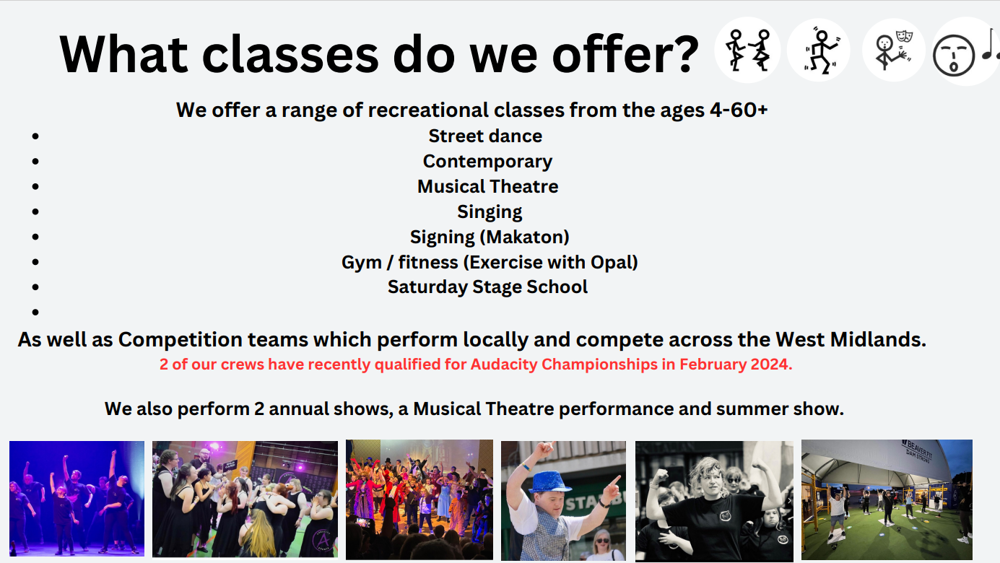 What classes do we offer?
We offer a range of recreational classes from the ages 4-60+
• Street dance
• Contemporary
• Musical Theatre
• Singing
• Signing (Makaton)
• Gym / fitness (Exercise with Opal)
• Saturday Stage School
•
As well as Competition teams which perform locally and compete across the West Midlands.
2 of our crews have recently qualified for Audacity Championships in February 2024.
We also perform 2 annual shows, a Musical Theatre performance and summer show.
BEAVERFIT
DAM STRONG